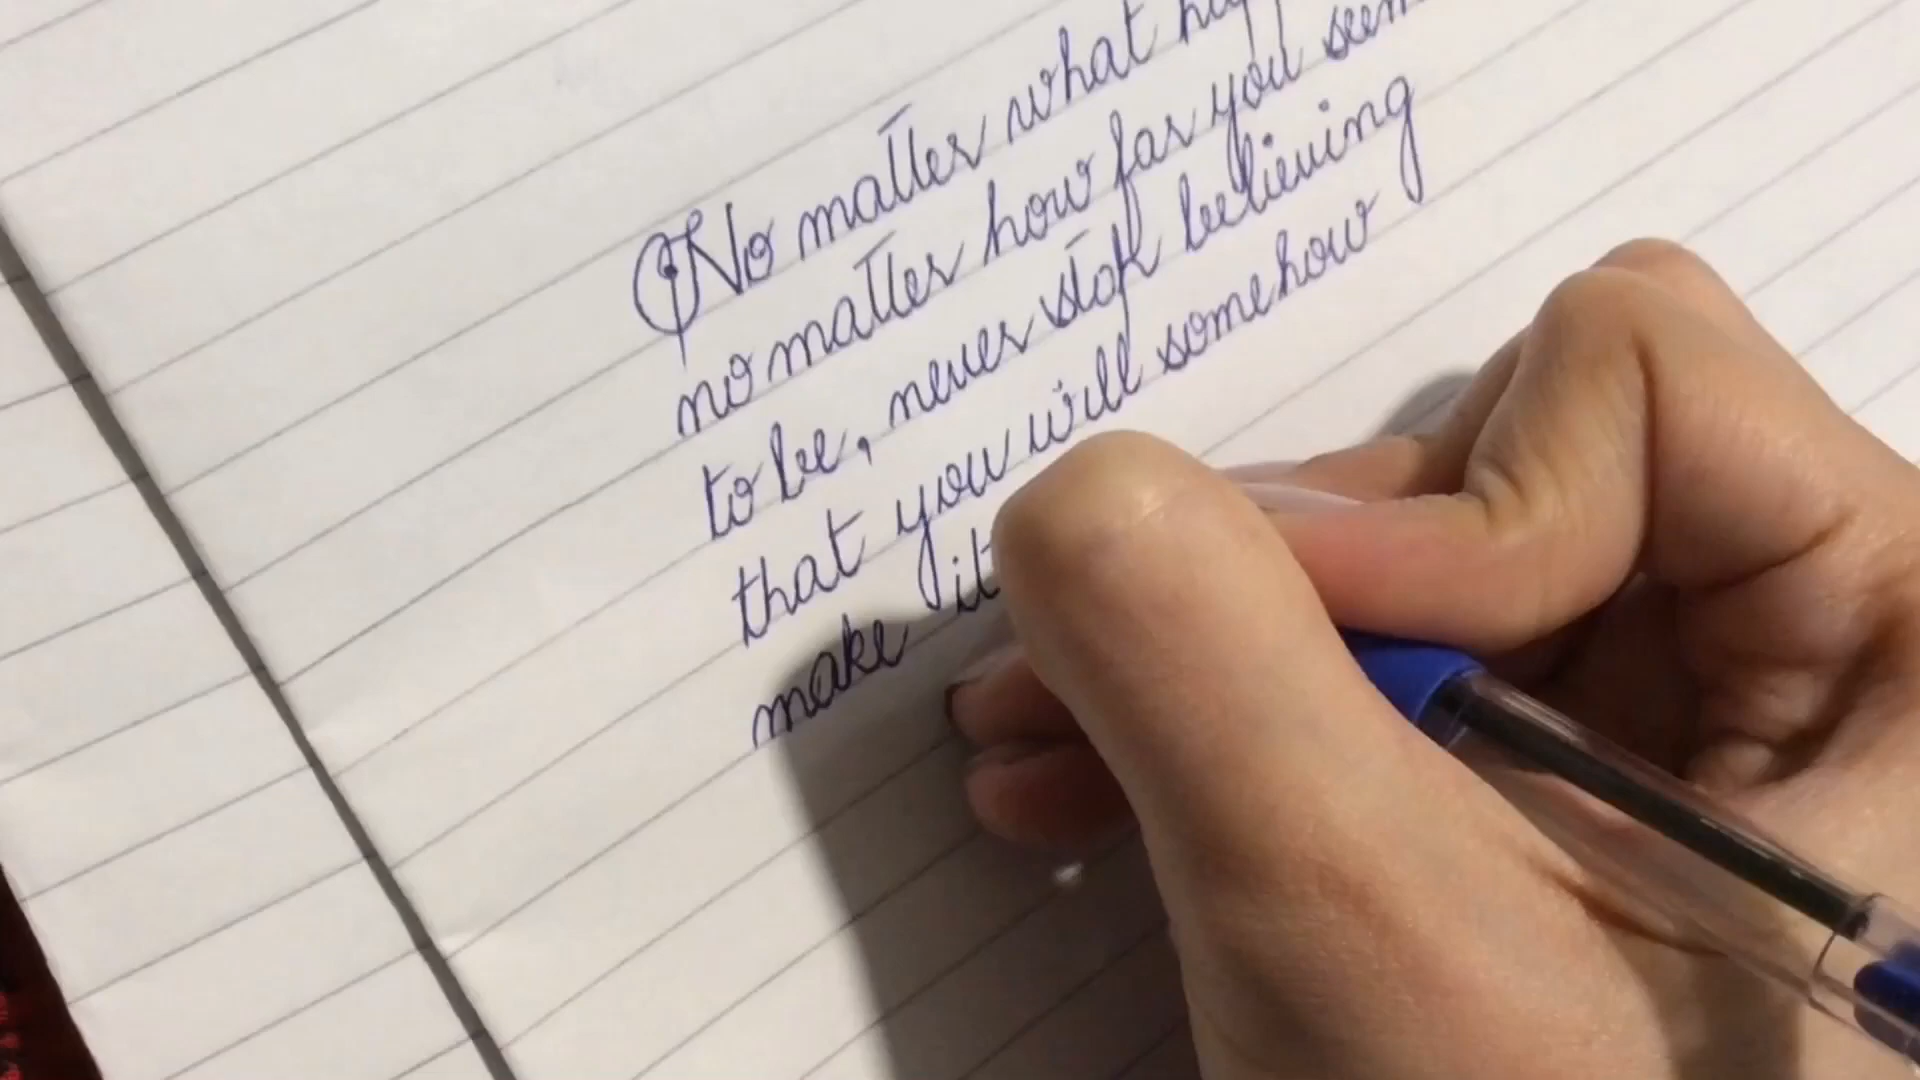 No matter what
no matter how far you seem
to be, never stop believing
that you will somehow
make it